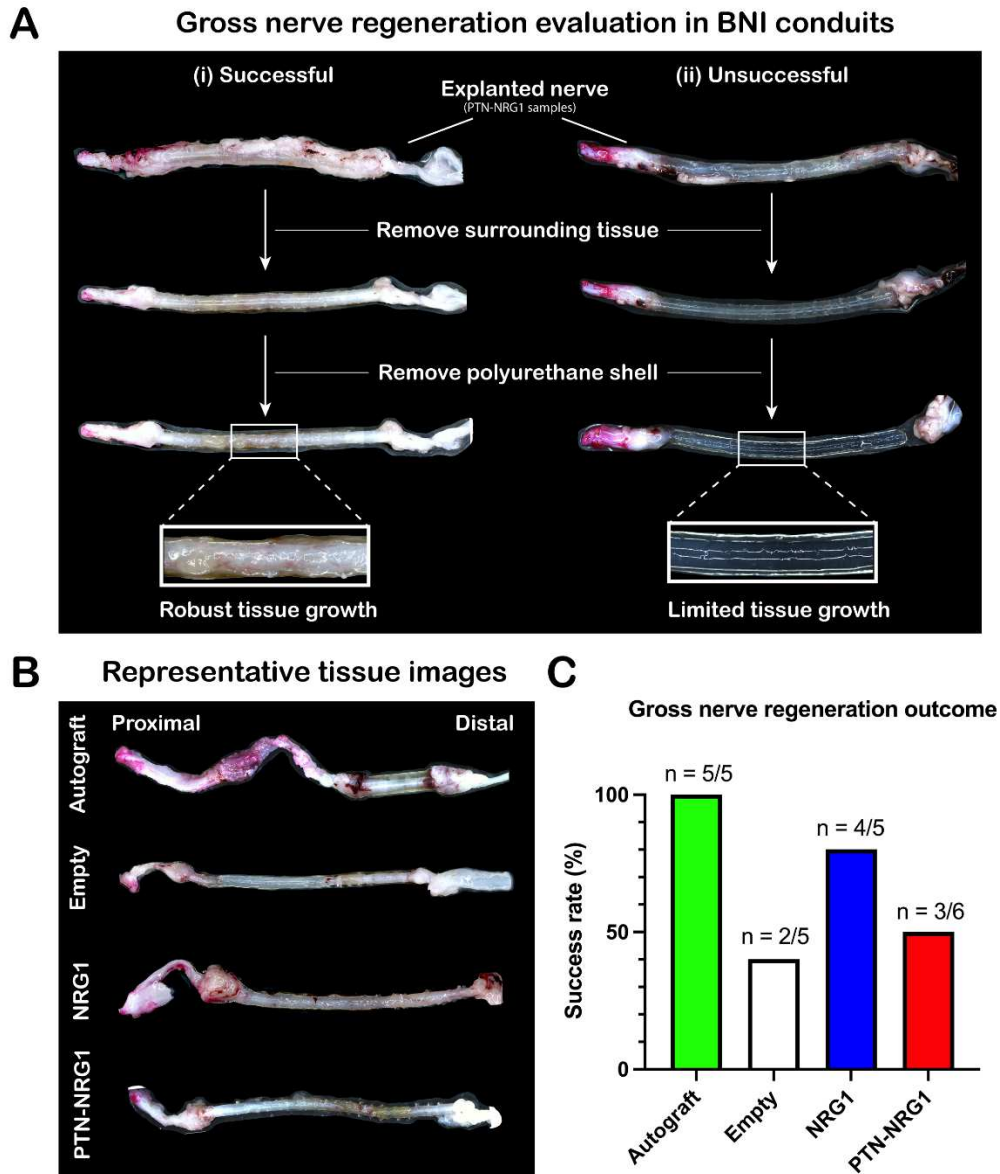 A
Gross nerve regeneration evaluation in BNI conduits
(i) Successful
(ii) Unsuccessful
Explanted nerve
(PTN-NRG1 samples)
Remove surrounding tissue
Remove polyurethane shell
Robust tissue growth
Limited tissue growth
B
Representative tissue images
Proximal
Distal
Autograft
Empty
NRG1
PTN-NRG1
C
Gross nerve regeneration outcome
Success rate (%)
100
50
0
n = 5/5
n = 2/5
n = 4/5
n = 3/6
Autograft
Empty
NRG1
PTN-NRG1